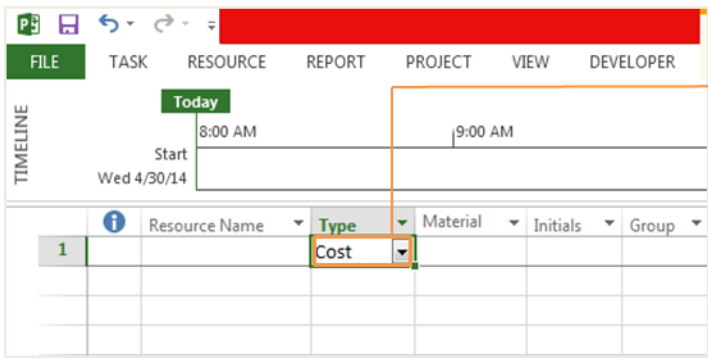 FILE TASK RESOURCE REPORT PROJECT VIEW DEVELOPER
TIMELINE
Today
8:00 AM 9:00 AM
Start
Wed 4/30/14
Resource Name Type Material Initials Group
1 Cost